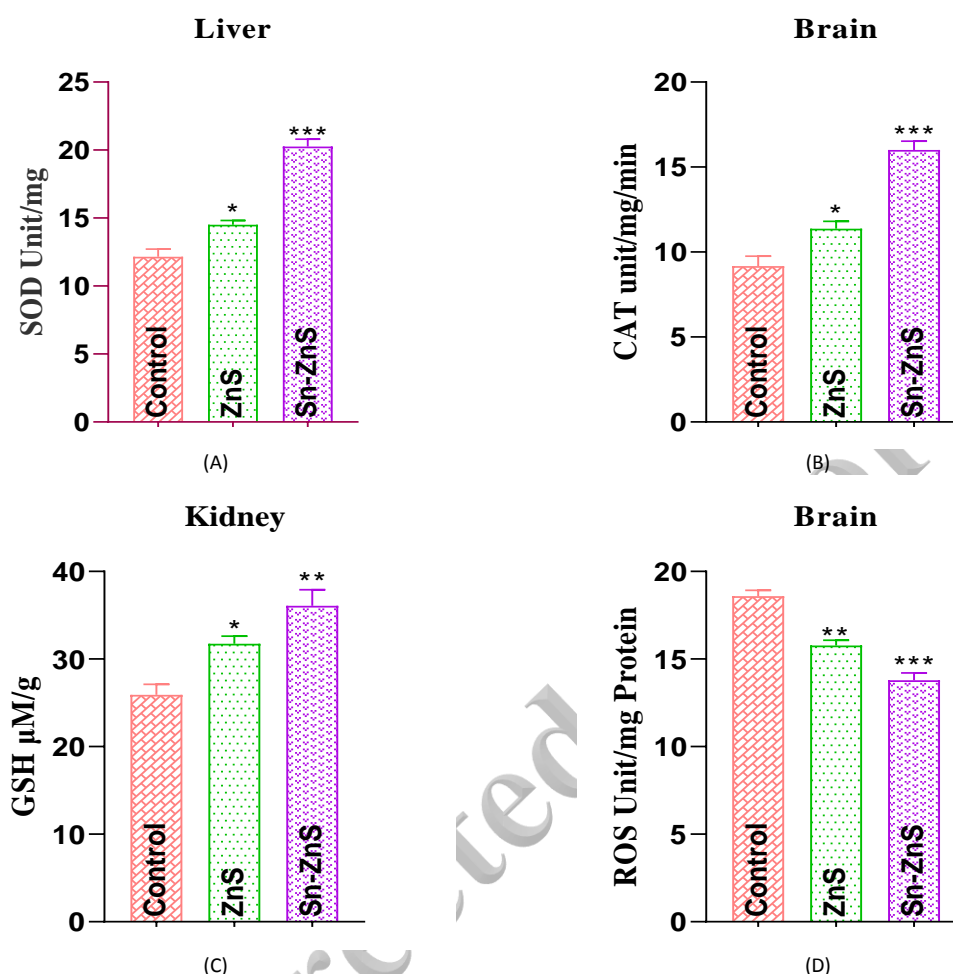 Liver
SOD Unit/mg
25
20
15
10
5
0
***
*
Control
ZnS
Sn-ZnS
(A)
Brain
CAT unit/mg/min
20
15
10
5
0
***
*
Control
ZnS
Sn-ZnS
(B)
Kidney
GSH µM/g
40
30
20
10
0
**
*
Control
ZnS
Sn-ZnS
(C)
Brain
ROS Unit/mg Protein
20
15
10
5
0
**
***
Control
ZnS
Sn-ZnS
(D)